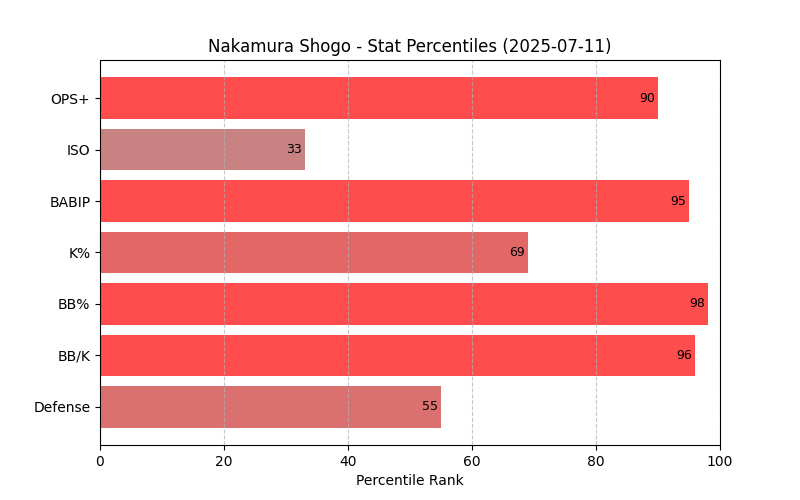 Nakamura Shogo - Stat Percentiles (2025-07-11)
OPS+ 90
ISO 33
BABIP 95
K% 69
BB% 98
BB/K 96
Defense 55
0 20 40 60 80 100
Percentile Rank